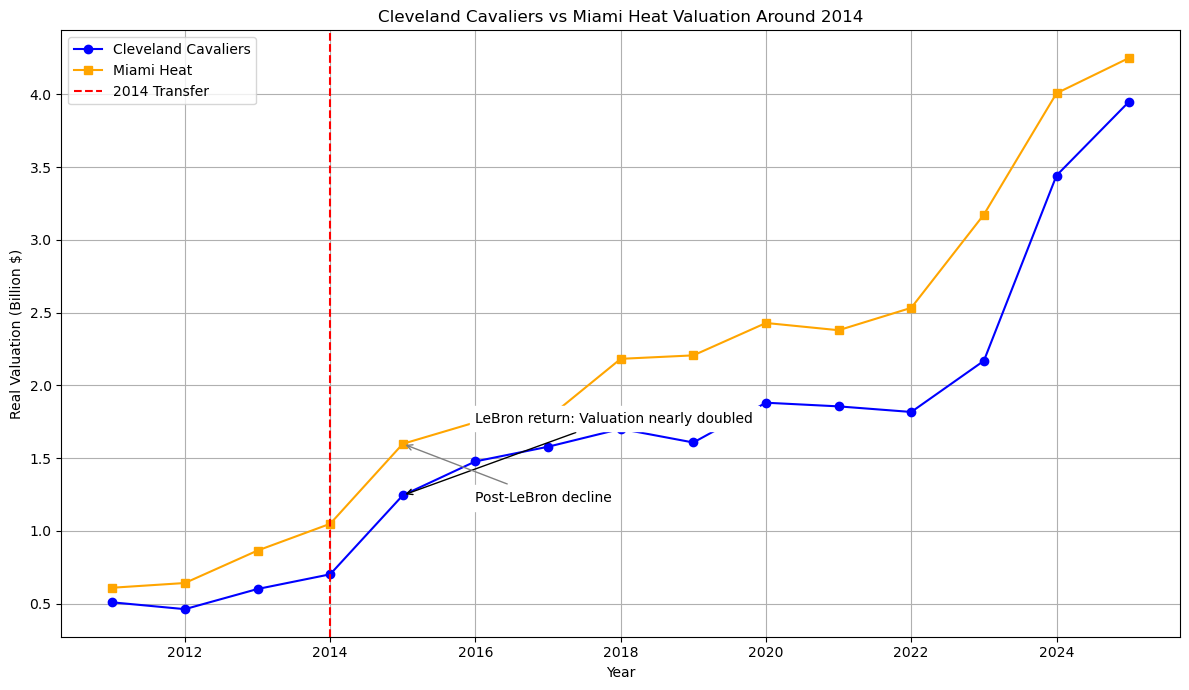 Cleveland Cavaliers vs Miami Heat Valuation Around 2014
Cleveland Cavaliers
Miami Heat
2014 Transfer
Real Valuation (Billion $)
4.0
3.5
3.0
2.5
2.0
1.5
1.0
0.5
LeBron return: Valuation nearly doubled
Post-LeBron decline
2012 2014 2016 2018 2020 2022 2024
Year